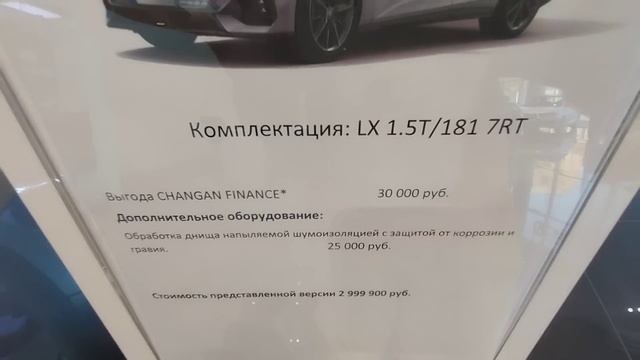 Комплектация: LX 1.5T/181 7RT
Выгода CHANGAN FINANCE* 30 000 руб.
Дополнительное оборудование:
Обработка днища напыляемой шумоизоляцией с защитой от коррозии и
гравия. 25 000 руб.
Стоимость представленной версии 2 999 900 руб.